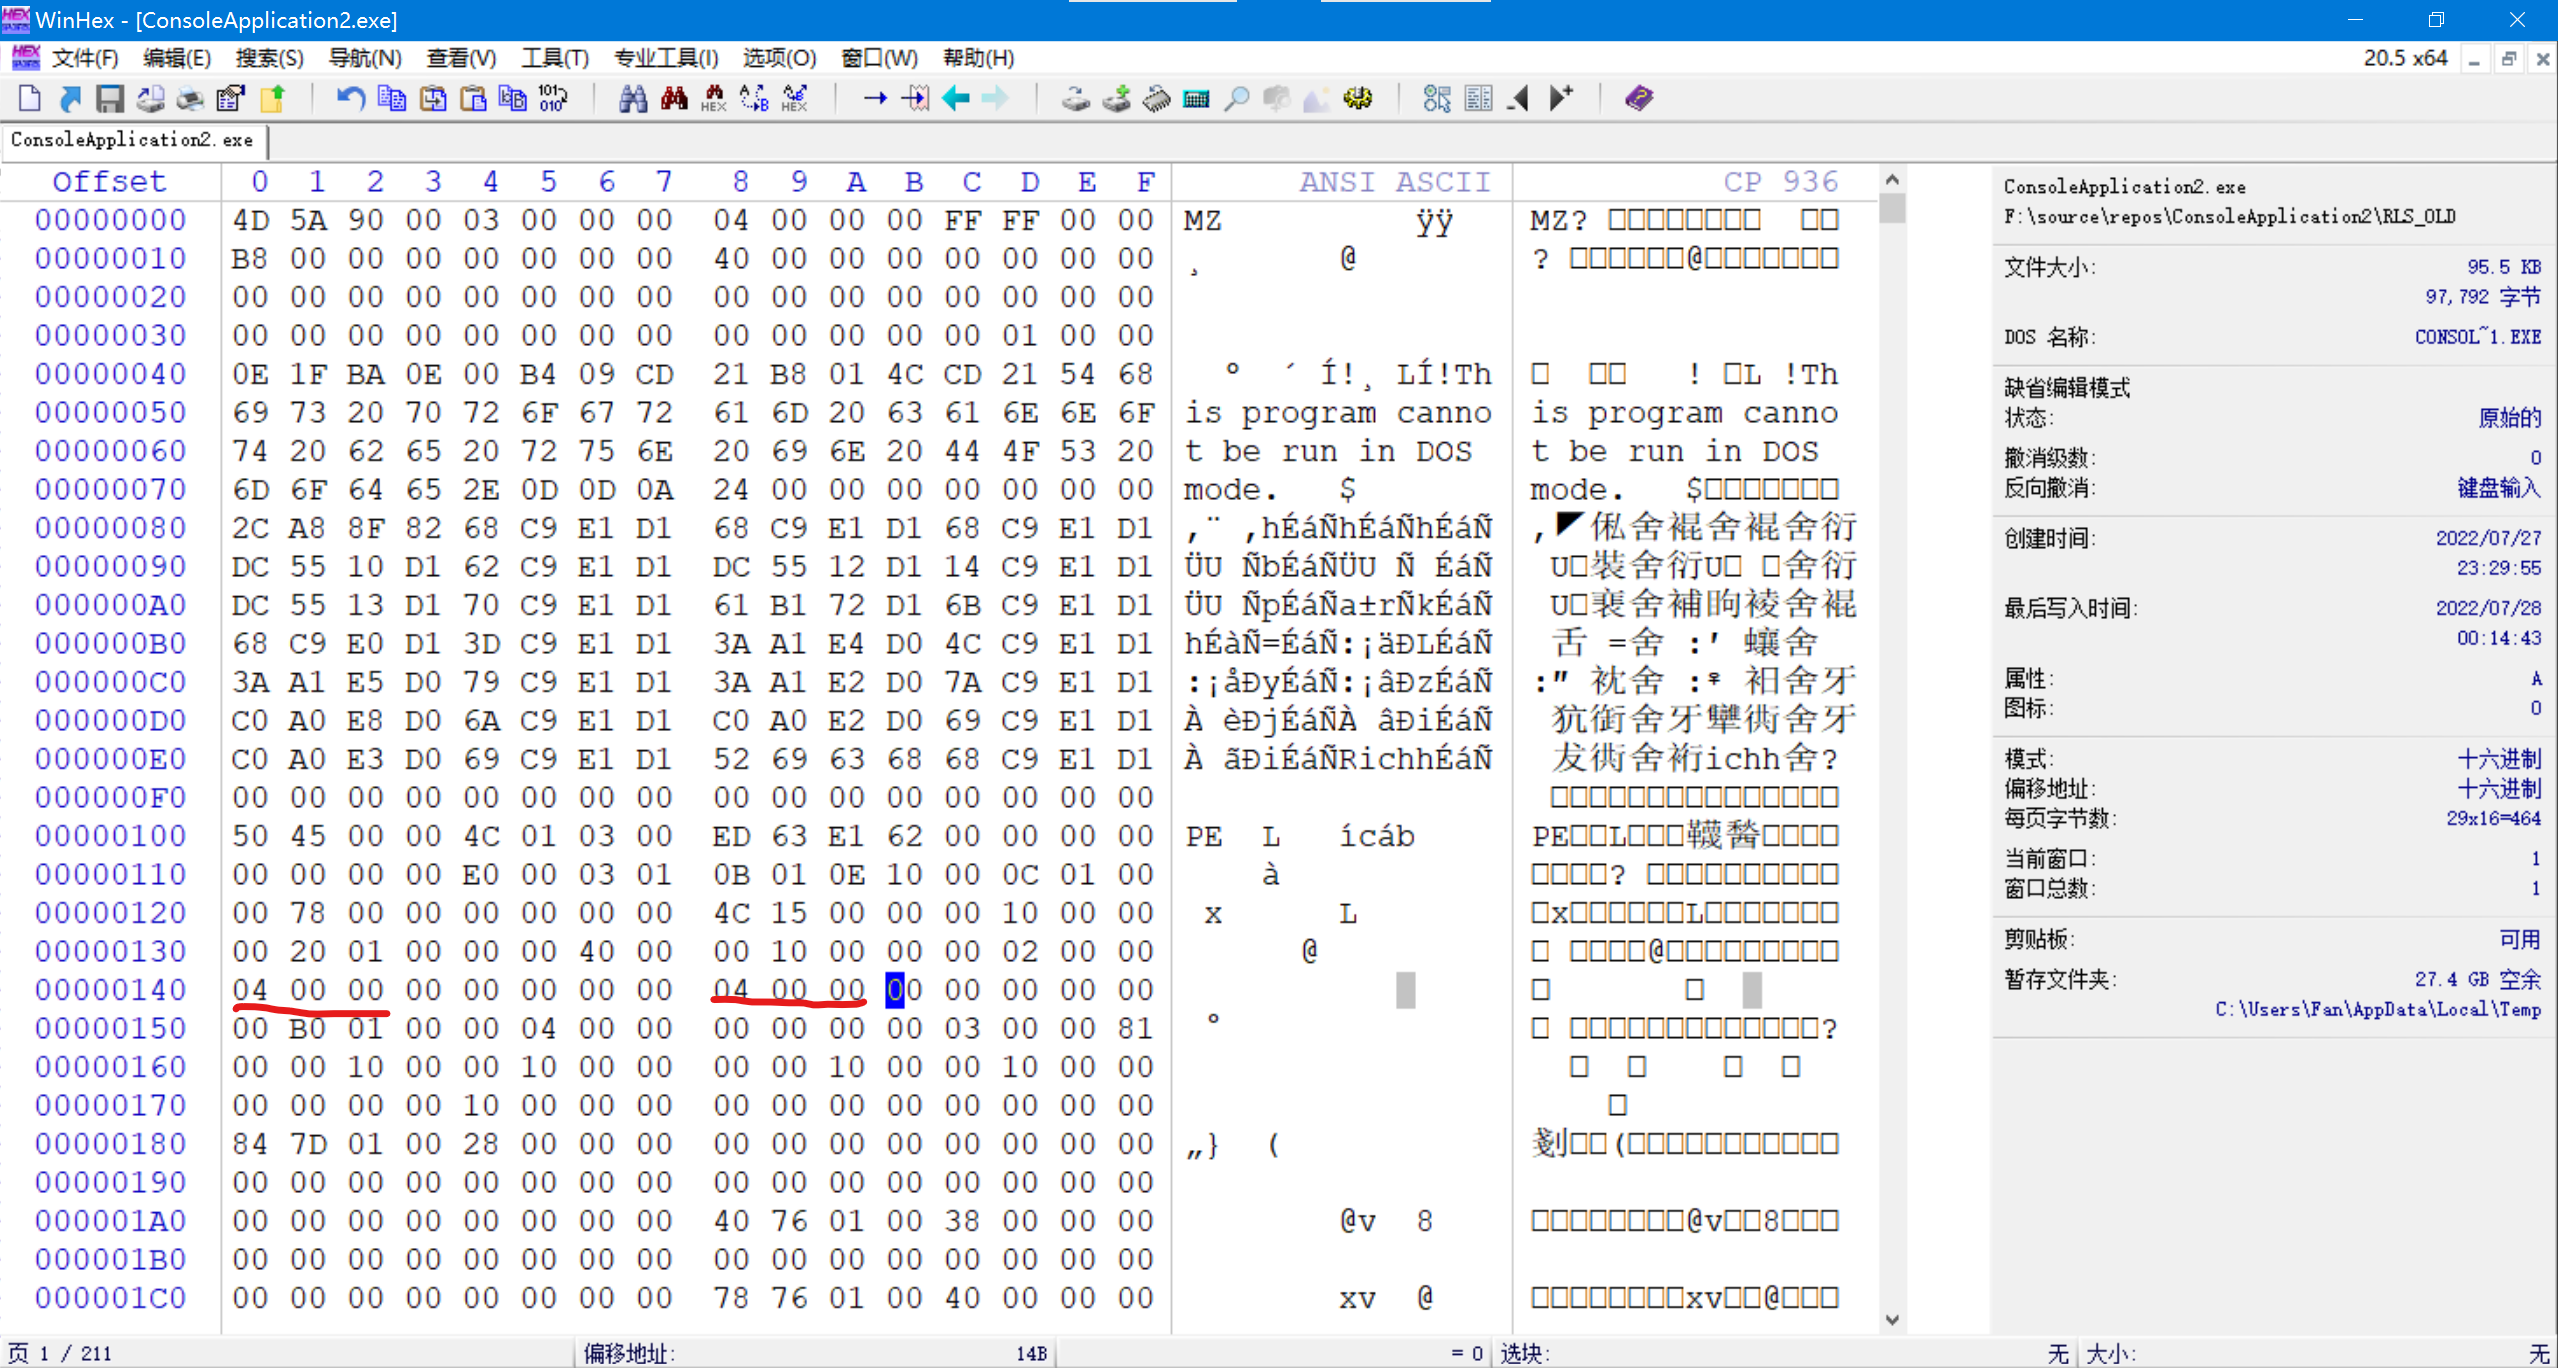 WinHex - [ConsoleApplication2.exe]
文件(F) 编辑(E) 搜索(S) 导航(N) 查看(V) 工具(T) 专业工具(I) 选项(O) 窗口(W) 帮助(H) 20.5 x64
ConsoleApplication2.exe
Offset 0 1 2 3 4 5 6 7 8 9 A B C D E F ANSI ASCII CP 936
00000000 4D 5A 90 00 03 00 00 00 04 00 00 00 FF FF 00 00 MZ ÿÿ MZ?
00000010 B8 00 00 00 00 00 00 00 40 00 00 00 00 00 00 00 ¸ @ ? @
00000020 00 00 00 00 00 00 00 00 00 00 00 00 00 00 00 00
00000030 00 00 00 00 00 00 00 00 00 00 00 00 00 01 00 00
00000040 0E 1F BA 0E 00 B4 09 CD 21 B8 01 4C CD 21 54 68 º ´ Í!¸ LÍ!Th ! L !Th
00000050 69 73 20 70 72 6F 67 72 61 6D 20 63 61 6E 6E 6F is program canno is program canno
00000060 74 20 62 65 20 72 75 6E 20 69 6E 20 44 4F 53 20 t be run in DOS t be run in DOS
00000070 6D 6F 64 65 2E 0D 0D 0A 24 00 00 00 00 00 00 00 mode. $ mode. $
00000080 2C A8 8F 82 68 C9 E1 D1 68 C9 E1 D1 68 C9 E1 D1 ,¨ ‚hÉáÑhÉáÑhÉáÑ
00000090 DC 55 10 D1 62 C9 E1 D1 DC 55 12 D1 14 C9 E1 D1 ÜU ÑbÉáÑÜU Ñ ÉáÑ
000000A0 DC 55 13 D1 70 C9 E1 D1 61 B1 72 D1 6B C9 E1 D1 ÜU ÑpÉáÑa±rÑkÉáÑ
000000B0 68 C9 E0 D1 3D C9 E1 D1 3A A1 E4 D0 4C C9 E1 D1 hÉàÑ=ÉáÑ:¡äÐLÉáÑ
000000C0 3A A1 E5 D0 79 C9 E1 D1 3A A1 E2 D0 7A C9 E1 D1 :¡åÐyÉáÑ:¡âÐzÉáÑ
000000D0 C0 A0 E8 D0 6A C9 E1 D1 C0 A0 E2 D0 69 C9 E1 D1 À èÐjÉáÑÀ âÐiÉáÑ
000000E0 C0 A0 E3 D0 69 C9 E1 D1 52 69 63 68 68 C9 E1 D1 À ãÐiÉáÑRichhÉáÑ
000000F0 00 00 00 00 00 00 00 00 00 00 00 00 00 00 00 00
00000100 50 45 00 00 4C 01 03 00 ED 63 E1 62 00 00 00 00 PE L ícáb
00000110 00 00 00 00 E0 00 03 01 0B 01 0E 10 00 0C 01 00 à ?
00000120 00 78 00 00 00 00 00 00 4C 15 00 00 00 10 00 00 x L x L
00000130 00 20 01 00 00 00 40 00 00 10 00 00 00 02 00 00 @ @
00000140 04 00 00 00 00 00 00 00 04 00 00 00 00 00 00 00
00000150 00 B0 01 00 00 04 00 00 00 00 00 00 03 00 00 81 ° ?
00000160 00 00 10 00 00 10 00 00 00 00 10 00 00 10 00 00
00000170 00 00 00 00 10 00 00 00 00 00 00 00 00 00 00 00
00000180 84 7D 01 00 28 00 00 00 00 00 00 00 00 00 00 00 „} (
00000190 00 00 00 00 00 00 00 00 00 00 00 00 00 00 00 00
000001A0 00 00 00 00 00 00 00 00 40 76 01 00 38 00 00 00 @v 8 @v 8
000001B0 00 00 00 00 00 00 00 00 00 00 00 00 00 00 00 00
000001C0 00 00 00 00 00 00 00 00 78 76 01 00 40 00 00 00 xv @ xv @
ConsoleApplication2.exe
F:\source\repos\ConsoleApplication2\RLS_OLD
文件大小: 95.5 KB
97,792 字节
DOS 名称: CONSOL~1.EXE
缺省编辑模式
状态: 原始的
撤消级数: 0
反向撤消: 键盘输入
创建时间: 2022/07/27
23:29:55
最后写入时间: 2022/07/28
00:14:43
属性: A
图标: 0
模式: 十六进制
偏移地址: 十六进制
每页字节数: 29x16=464
当前窗口: 1
窗口总数: 1
剪贴板: 可用
暂存文件夹: 27.4 GB 空余
C:\Users\Fan\AppData\Local\Temp
页 1 / 211 偏移地址: 14B = 0 选块: 无 大小: 无